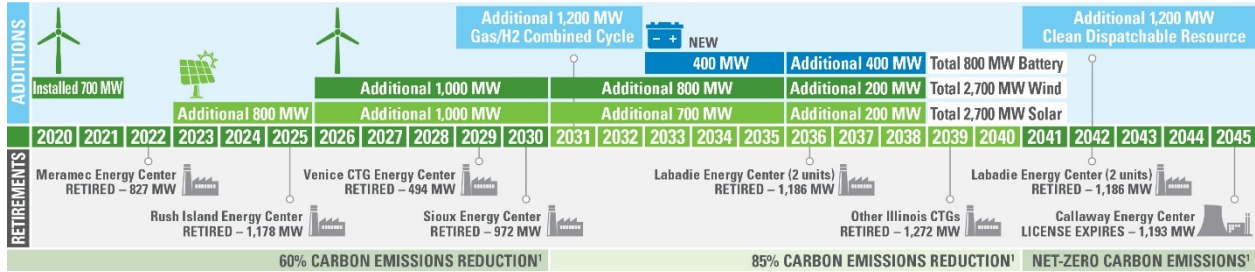 ADDITIONS
Additional 1,200 MW
Gas/H2 Combined Cycle
Additional 1,200 MW
Clean Dispatchable Resource
NEW
400 MW
Additional 400 MW
Total 800 MW Battery
Installed 700 MW
Additional 1,000 MW
Additional 800 MW
Additional 200 MW
Total 2,700 MW Wind
Additional 800 MW
Additional 1,000 MW
Additional 700 MW
Additional 200 MW
Total 2,700 MW Solar
2020 2021 2022 2023 2024 2025 2026 2027 2028 2029 2030 2031 2032 2033 2034 2035 2036 2037 2038 2039 2040 2041 2042 2043 2044 2045
RETIREMENTS
Meramec Energy Center
RETIRED – 827 MW
Venice CTG Energy Center
RETIRED – 494 MW
Labadie Energy Center (2 units)
RETIRED – 1,186 MW
Labadie Energy Center (2 units)
RETIRED – 1,186 MW
Rush Island Energy Center
RETIRED – 1,178 MW
Sioux Energy Center
RETIRED – 972 MW
Other Illinois CTGs
RETIRED – 1,272 MW
Callaway Energy Center
LICENSE EXPIRES – 1,193 MW
60% CARBON EMISSIONS REDUCTION¹
85% CARBON EMISSIONS REDUCTION¹
NET-ZERO CARBON EMISSIONS¹